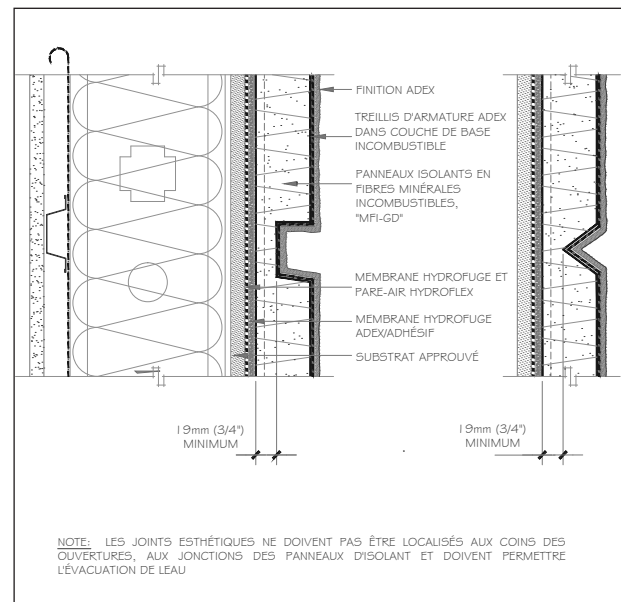 FINITION ADEX
TREILLIS D'ARMATURE ADEX
DANS COUCHE DE BASE
INCOMBUSTIBLE
PANNEAUX ISOLANTS EN
FIBRES MINÉRALES
INCOMBUSTIBLES,
"MFI-GD"
MEMBRANE HYDROFUGE ET
PARE-AIR HYDROFLEX
MEMBRANE HYDROFUGE
ADEX/ADHÉSIF
SUBSTRAT APPROUVÉ
19mm (3/4")
MINIMUM
19mm (3/4")
MINIMUM
NOTE: LES JOINTS ESTHÉTIQUES NE DOIVENT PAS ÊTRE LOCALISÉS AUX COINS DES
OUVERTURES, AUX JONCTIONS DES PANNEAUX D'ISOLANT ET DOIVENT PERMETTRE
L'ÉVACUATION DE LEAU